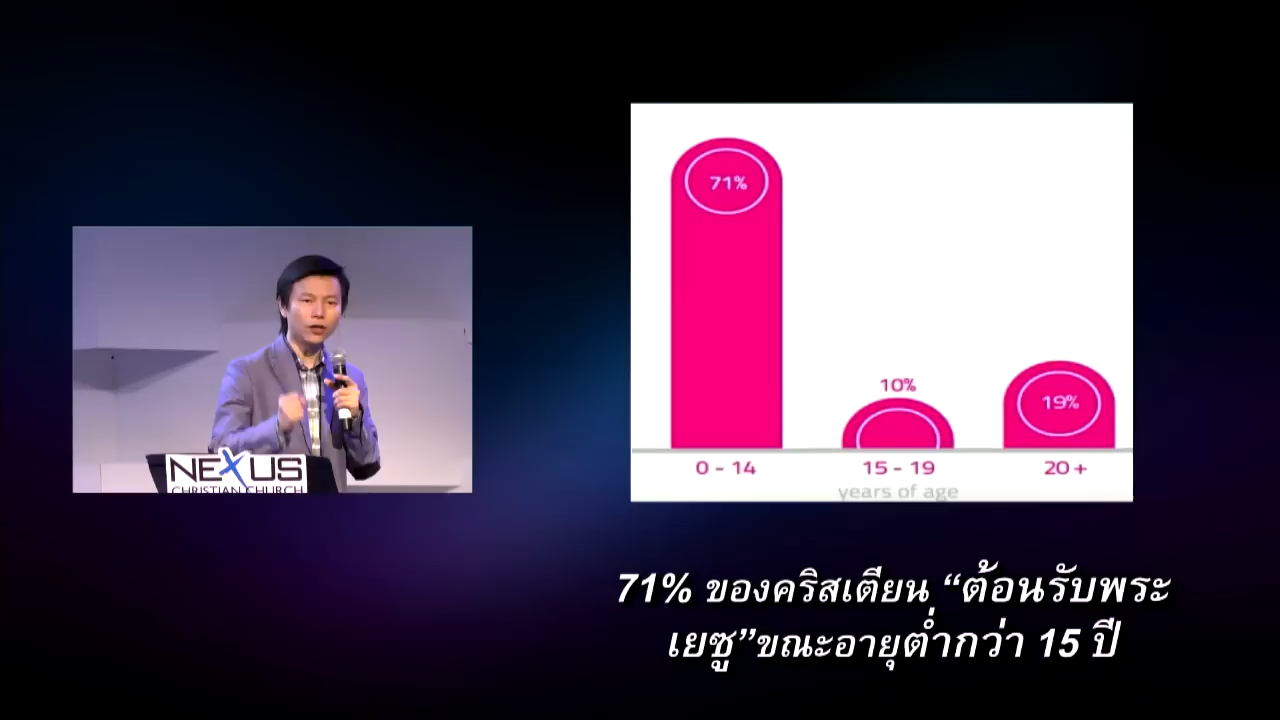 NEXUS
CHRISTIAN CHURCH
71%
10%
19%
0 - 14
15 - 19
20 +
years of age
71% ของคริสเตียน “ต้อนรับพระ
เยซู”ขณะอายุต่ำกว่า 15 ปี